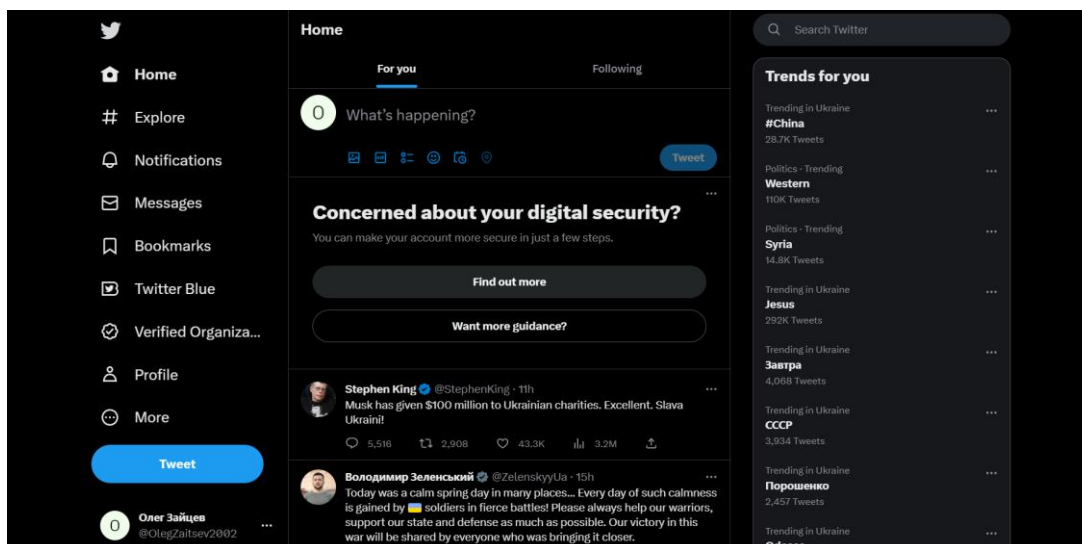 Home
Explore
Notifications
Messages
Bookmarks
Twitter Blue
Verified Organiza...
Profile
More
Tweet
О
Олег Зайцев
@OlegZaitsev2002
...
Home
For you
Following
О
What's happening?
GIF
Tweet
...
Concerned about your digital security?
You can make your account more secure in just a few steps.
Find out more
Want more guidance?
Stephen King @StephenKing · 11h
...
Musk has given $100 million to Ukrainian charities. Excellent. Slava
Ukraini!
5,516 2,908 43.3K 3.2M
Володимир Зеленський @ZelenskyyUa · 15h
...
Today was a calm spring day in many places... Every day of such calmness
is gained by 🇺🇦 soldiers in fierce battles! Please always help our warriors,
support our state and defense as much as possible. Our victory in this
war will be shared by everyone who was bringing it closer.
Search Twitter
Trends for you
Trending in Ukraine
...
#China
28.7K Tweets
Politics · Trending
...
Western
110K Tweets
Politics · Trending
...
Syria
14.8K Tweets
Trending in Ukraine
...
Jesus
292K Tweets
Trending in Ukraine
...
Завтра
4,068 Tweets
Trending in Ukraine
...
СССР
3,934 Tweets
Trending in Ukraine
...
Порошенко
2,457 Tweets
Trending in Ukraine
...